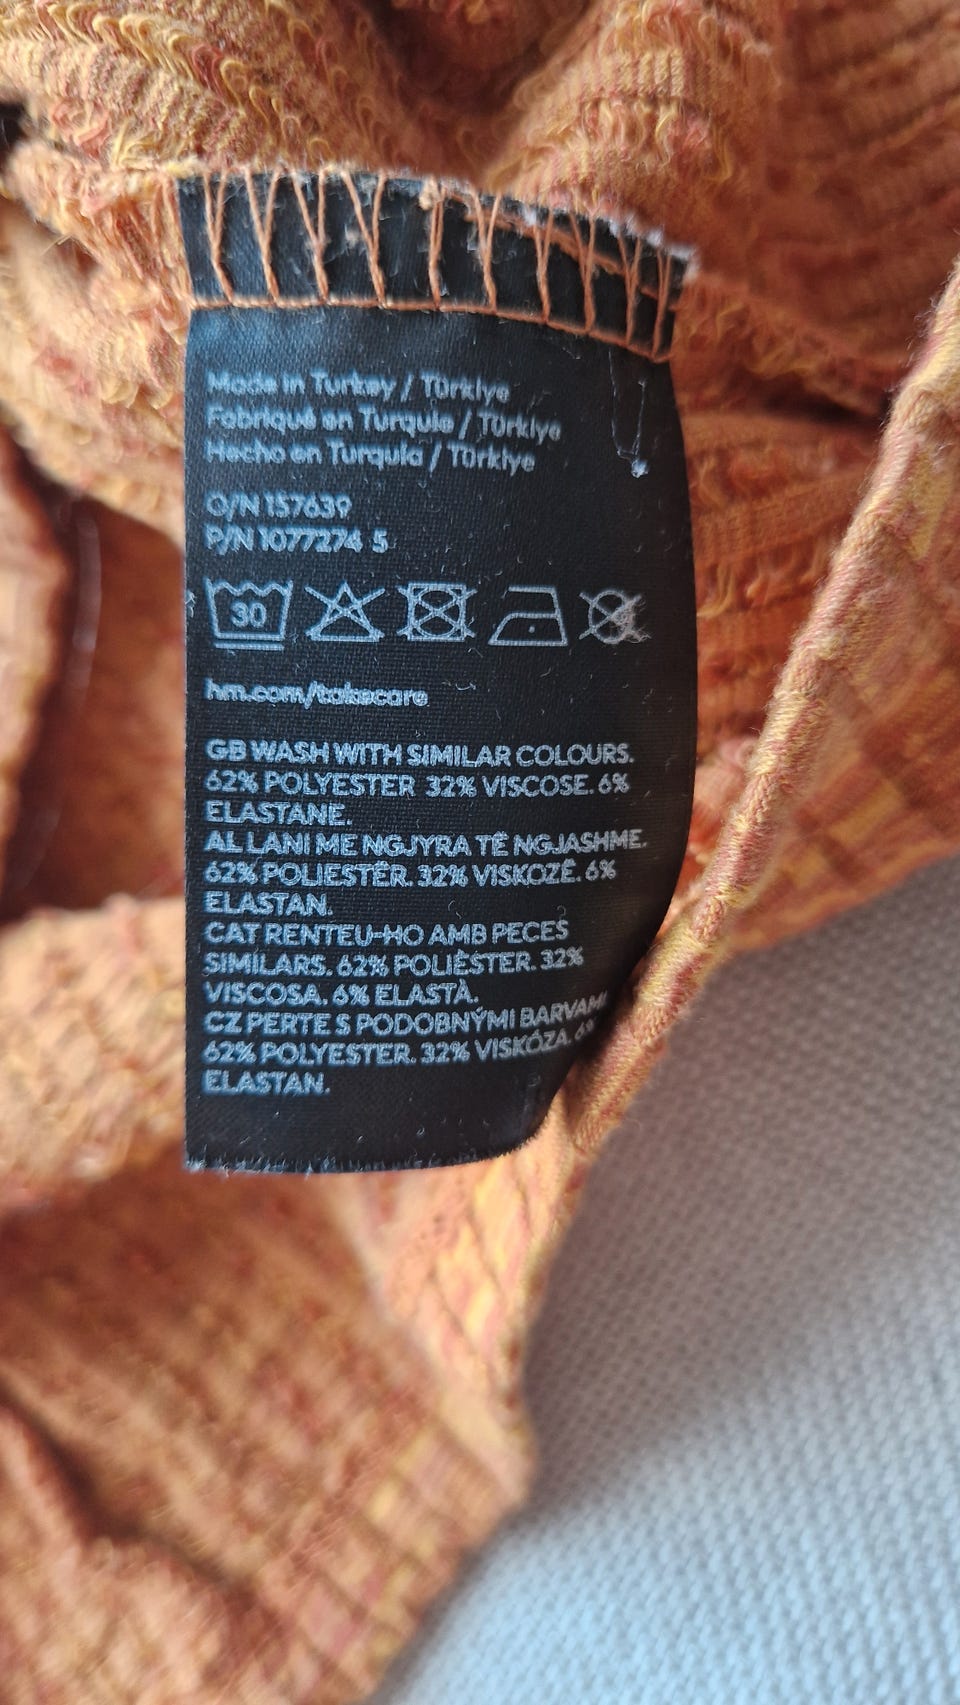 Made in Turkey / Türkiye
Fabriqué en Turquie / Türkiye
Hecho en Turquía / Türkiye
O/N 157639
P/N 1077274 5
30
hm.com/takecare
GB WASH WITH SIMILAR COLOURS.
62% POLYESTER 32% VISCOSE. 6%
ELASTANE.
AL LANI ME NGJYRA TË NGJASHME.
62% POLIESTËR. 32% VISKOZË. 6%
ELASTAN.
CAT RENTEU-HO AMB PECES
SIMILARS. 62% POLIÈSTER. 32%
VISCOSA. 6% ELASTÀ.
CZ PERTE S PODOBNÝMI BARVAMI
62% POLYESTER. 32% VISKÓZA. 6%
ELASTAN.